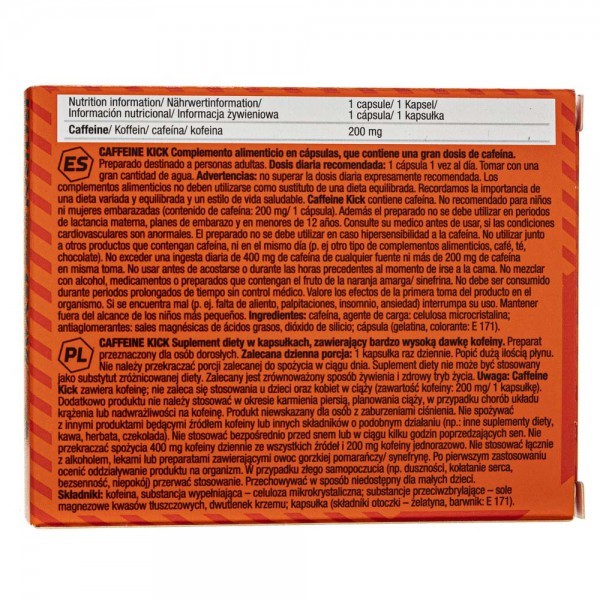 Nutrition information/ Nährwertinformation/ 1 capsule/ 1 Kapsel/
Información nutricional/ Informacja żywieniowa 1 cápsula/ 1 kapsułka
Caffeine/ Koffein/ cafeína/ kofeina 200 mg
ES
CAFFEINE KICK Complemento alimenticio en cápsulas, que contiene una gran dosis de cafeína.
Preparado destinado a personas adultas. Dosis diaria recomendada: 1 cápsula 1 vez al día. Tomar con una
gran cantidad de agua. Advertencias: no superar la dosis diaria expresamente recomendada. Los
complementos alimenticios no deben utilizarse como sustituto de una dieta equilibrada. Recordamos la importancia de
una dieta variada y equilibrada y un estilo de vida saludable. Caffeine Kick contiene cafeína. No recomendado para niños
ni mujeres embarazadas (contenido de cafeína: 200 mg/ 1 cápsula). Además el preparado no se debe utilizar en periodos
de lactancia materna, planes de embarazo y en menores de 12 años. Consulte su medico antes de usar, si las condiciones
cardiovasculares son anormales. El preparado no se debe utilizar en caso hipersensibilidad a la cafeína. No utilizar junto
a otros productos que contengan cafeína, ni en el mismo día (p. ej otro tipo de complementos alimenticios, café, té,
chocolate). No exceder una ingesta diaria de 400 mg de cafeína de cualquier fuente ni más de 200 mg de cafeína
en misma toma. No usar antes de acostarse o durante las horas precedentes al momento de irse a la cama. No mezclar
con alcohol, medicamentos o preparados que contengan el fruto de la naranja amarga/ sinefrina. No debe ser consumido
durante periodos prolongados de tiempo sin control médico. Valore los efectos de la primera toma del producto en el
organismo. Si se encuentra mal (p. ej. falta de aliento, palpitaciones, insomnio, ansiedad) interrumpa su uso. Mantener
fuera del alcance de los niños más pequeños. Ingredientes: cafeína, agente de carga: celulosa microcristalina;
antiaglomerantes: sales magnésicas de ácidos grasos, dióxido de silicio; cápsula (gelatina, colorante: E 171).
PL
CAFFEINE KICK Suplement diety w kapsułkach, zawierający bardzo wysoką dawkę kofeiny. Preparat
przeznaczony dla osób dorosłych. Zalecana dzienna porcja: 1 kapsułka raz dziennie. Popić dużą ilością płynu.
Nie należy przekraczać porcji zalecanej do spożycia w ciągu dnia. Suplement diety nie może być stosowany
jako substytut zróżnicowanej diety. Zalecany jest zrównoważony sposób żywienia i zdrowy tryb życia. Uwaga: Caffeine
Kick zawiera kofeinę; nie zaleca się stosowania u dzieci oraz kobiet w ciąży (zawartość kofeiny: 200 mg/ 1 kapsułkę).
Dodatkowo produktu nie należy stosować w okresie karmienia piersią, planowania ciąży, w przypadku chorób układu
krążenia lub nadwrażliwości na kofeinę. Produkt niewskazany dla osób z zaburzeniami ciśnienia. Nie spożywać
z innymi produktami będącymi źródłem kofeiny lub innych składników o podobnym działaniu (np.: inne suplementy diety,
kawa, herbata, czekolada). Nie stosować bezpośrednio przed snem lub w ciągu kilku godzin poprzedzających sen. Nie
przekraczać spożycia 400 mg kofeiny dziennie ze wszystkich źródeł i 200 mg kofeiny jednorazowo. Nie stosować łącznie
z alkoholem, lekami lub preparatami zawierającymi owoc gorzkiej pomarańczy/ synefrynę. Po pierwszym zastosowaniu
ocenić oddziaływanie produktu na organizm. W przypadku złego samopoczucia (np. duszności, kołatanie serca,
bezsenność, niepokój) przerwać stosowanie. Przechowywać w sposób niedostępny dla małych dzieci.
Składniki: kofeina, substancja wypełniająca – celuloza mikrokrystaliczna; substancje przeciwzbrylające – sole
magnezowe kwasów tłuszczowych, dwutlenek krzemu; kapsułka (składniki otoczki – żelatyna, barwnik: E 171).